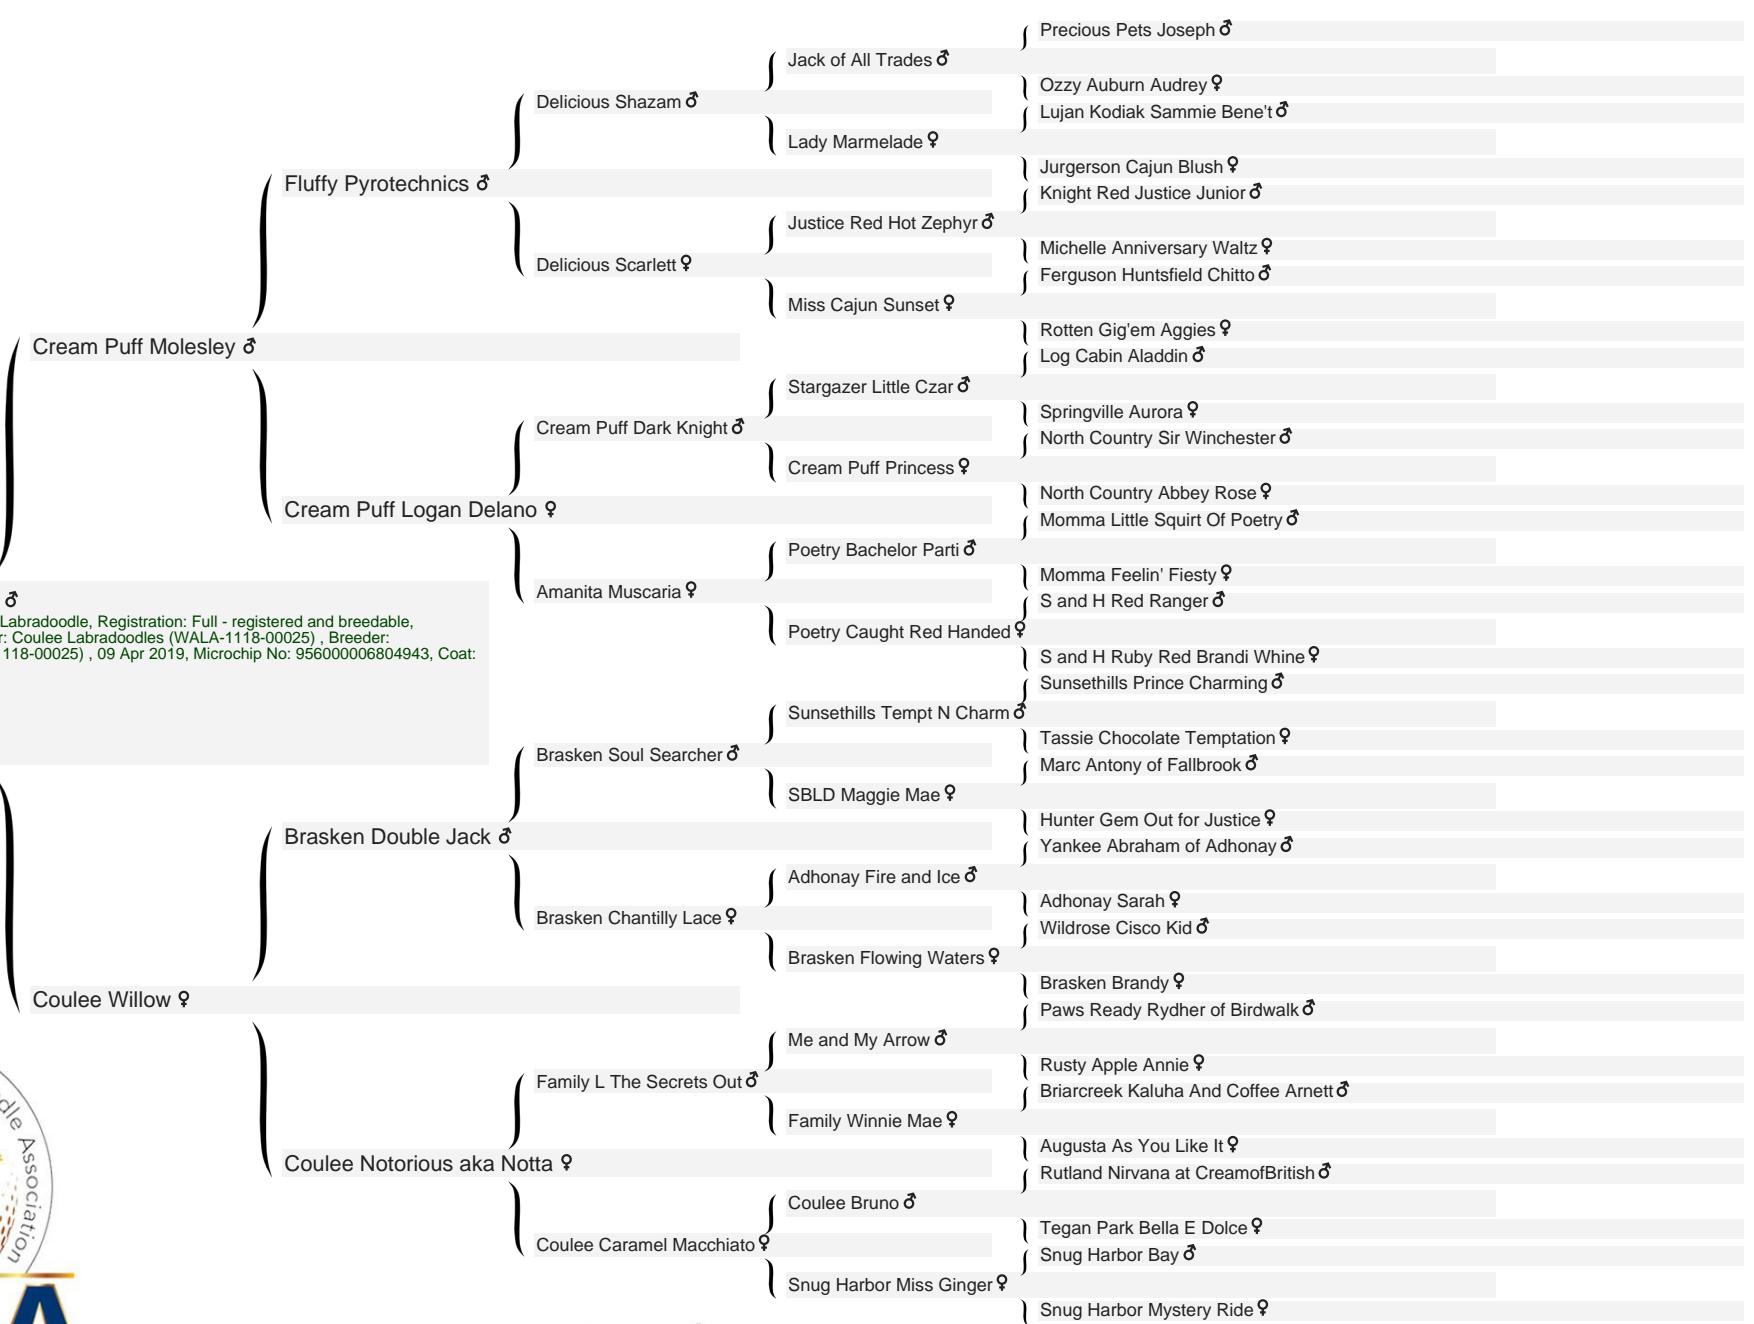 Precious Pets Joseph ♂
Jack of All Trades ♂
Ozzy Auburn Audrey ♀
Delicious Shazam ♂
Lujan Kodiak Sammie Bene't ♂
Lady Marmelade ♀
Jurgerson Cajun Blush ♀
Fluffy Pyrotechnics ♂
Knight Red Justice Junior ♂
Justice Red Hot Zephyr ♂
Michelle Anniversary Waltz ♀
Delicious Scarlett ♀
Ferguson Huntsfield Chitto ♂
Miss Cajun Sunset ♀
Rotten Gig'em Aggies ♀
Cream Puff Molesley ♂
Log Cabin Aladdin ♂
Stargazer Little Czar ♂
Springville Aurora ♀
Cream Puff Dark Knight ♂
North Country Sir Winchester ♂
Cream Puff Princess ♀
North Country Abbey Rose ♀
Cream Puff Logan Delano ♀
Momma Little Squirt Of Poetry ♂
Poetry Bachelor Parti ♂
Momma Feelin' Fiesty ♀
Amanita Muscaria ♀
S and H Red Ranger ♂
Poetry Caught Red Handed ♀
S and H Ruby Red Brandi Whine ♀
♂
Labradoodle, Registration: Full - registered and breedable,
r: Coulee Labradoodles (WALA-1118-00025) , Breeder:
118-00025) , 09 Apr 2019, Microchip No: 956000006804943, Coat:
Sunsethills Prince Charming ♂
Sunsethills Tempt N Charm ♂
Tassie Chocolate Temptation ♀
Brasken Soul Searcher ♂
Marc Antony of Fallbrook ♂
SBLD Maggie Mae ♀
Hunter Gem Out for Justice ♀
Brasken Double Jack ♂
Yankee Abraham of Adhonay ♂
Adhonay Fire and Ice ♂
Adhonay Sarah ♀
Brasken Chantilly Lace ♀
Wildrose Cisco Kid ♂
Brasken Flowing Waters ♀
Brasken Brandy ♀
Coulee Willow ♀
Paws Ready Rydher of Birdwalk ♂
Me and My Arrow ♂
Rusty Apple Annie ♀
Family L The Secrets Out ♂
Briarcreek Kaluha And Coffee Arnett ♂
Family Winnie Mae ♀
Augusta As You Like It ♀
Coulee Notorious aka Notta ♀
Rutland Nirvana at CreamofBritish ♂
Coulee Bruno ♂
Tegan Park Bella E Dolce ♀
Coulee Caramel Macchiato ♀
Snug Harbor Bay ♂
Snug Harbor Miss Ginger ♀
Snug Harbor Mystery Ride ♀
dle Association
A